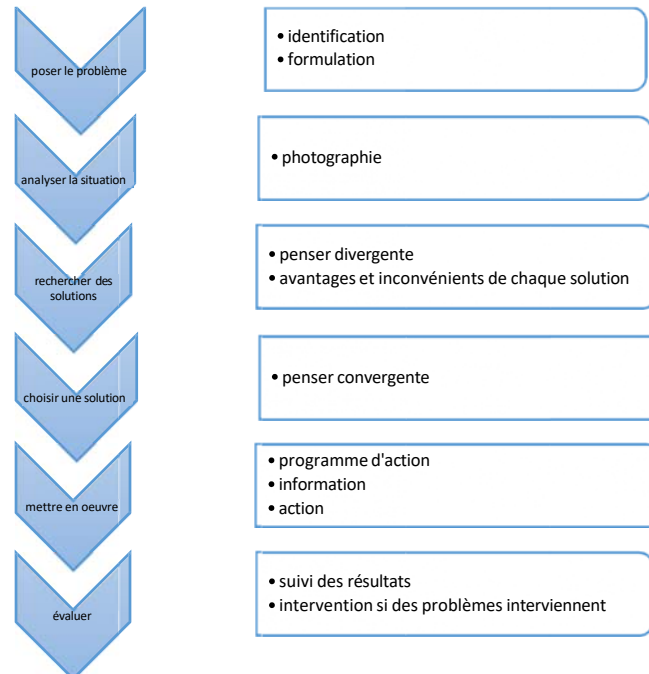 poser le problème
• identification
• formulation
analyser la situation
• photographie
rechercher des
solutions
• penser divergente
• avantages et inconvénients de chaque solution
choisir une solution
• penser convergente
mettre en oeuvre
• programme d'action
• information
• action
évaluer
• suivi des résultats
• intervention si des problèmes interviennent